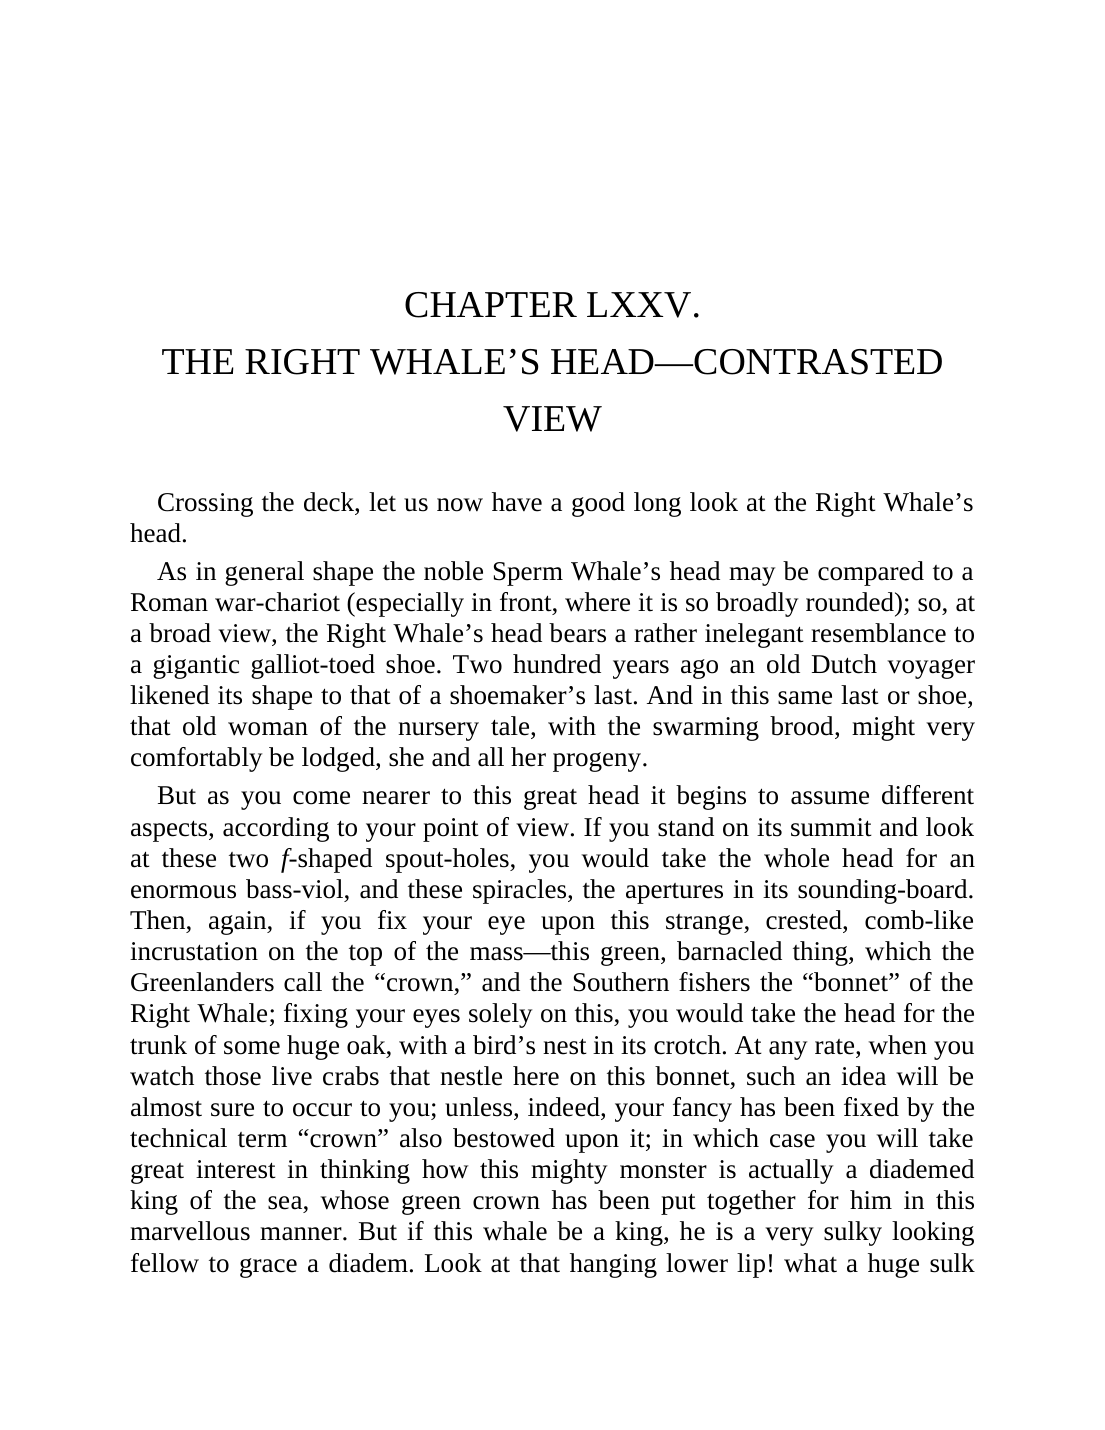 CHAPTER LXXV.
THE RIGHT WHALE’S HEAD—CONTRASTED
VIEW
Crossing the deck, let us now have a good long look at the Right Whale’s
head.
As in general shape the noble Sperm Whale’s head may be compared to a
Roman war-chariot (especially in front, where it is so broadly rounded); so, at
a broad view, the Right Whale’s head bears a rather inelegant resemblance to
a gigantic galliot-toed shoe. Two hundred years ago an old Dutch voyager
likened its shape to that of a shoemaker’s last. And in this same last or shoe,
that old woman of the nursery tale, with the swarming brood, might very
comfortably be lodged, she and all her progeny.
But as you come nearer to this great head it begins to assume different
aspects, according to your point of view. If you stand on its summit and look
at these two f-shaped spout-holes, you would take the whole head for an
enormous bass-viol, and these spiracles, the apertures in its sounding-board.
Then, again, if you fix your eye upon this strange, crested, comb-like
incrustation on the top of the mass—this green, barnacled thing, which the
Greenlanders call the “crown,” and the Southern fishers the “bonnet” of the
Right Whale; fixing your eyes solely on this, you would take the head for the
trunk of some huge oak, with a bird’s nest in its crotch. At any rate, when you
watch those live crabs that nestle here on this bonnet, such an idea will be
almost sure to occur to you; unless, indeed, your fancy has been fixed by the
technical term “crown” also bestowed upon it; in which case you will take
great interest in thinking how this mighty monster is actually a diademed
king of the sea, whose green crown has been put together for him in this
marvellous manner. But if this whale be a king, he is a very sulky looking
fellow to grace a diadem. Look at that hanging lower lip! what a huge sulk